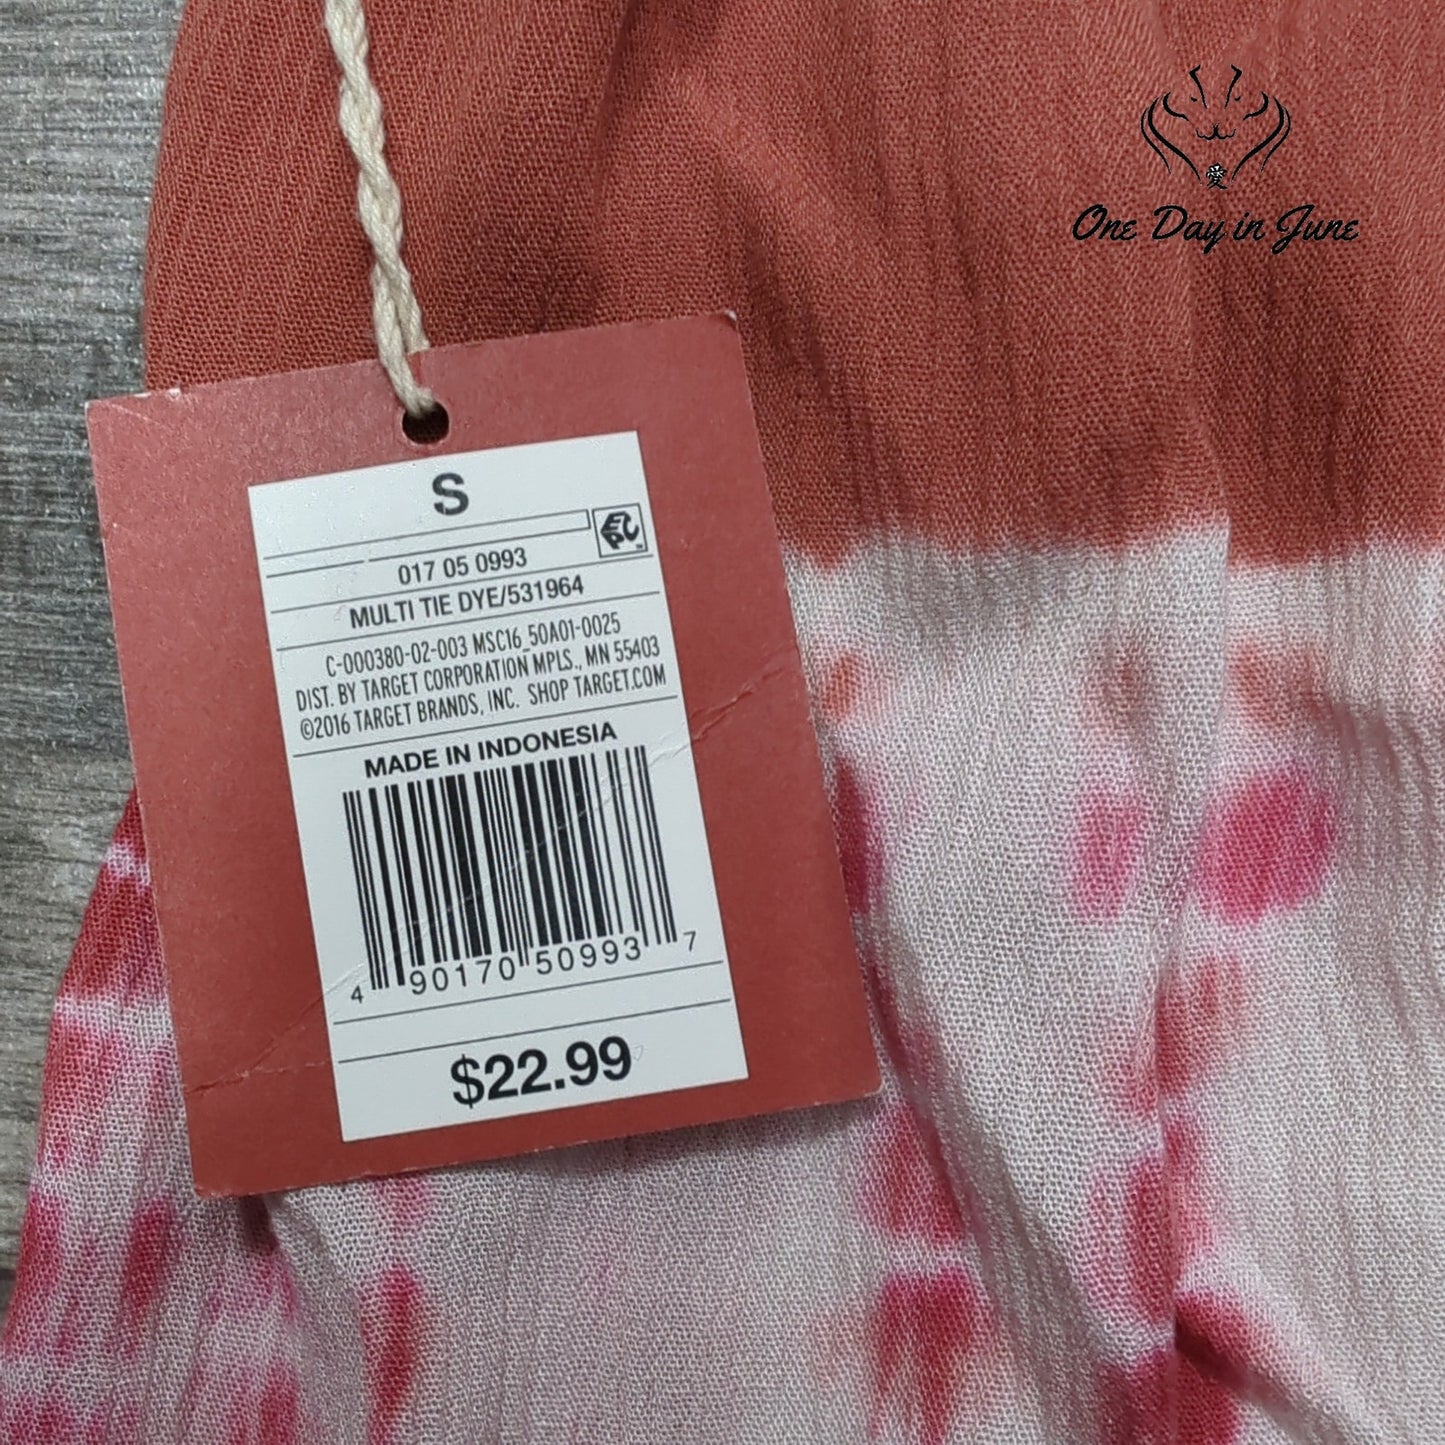 愛
One Day in June
S
EPC™
017 05 0993
MULTI TIE DYE/531964
C-000380-02-003 MSC16_50A01-0025
DIST. BY TARGET CORPORATION MPLS., MN 55403
©2016 TARGET BRANDS, INC. SHOP TARGET.COM
MADE IN INDONESIA
4 90170 50993 7
$22.99